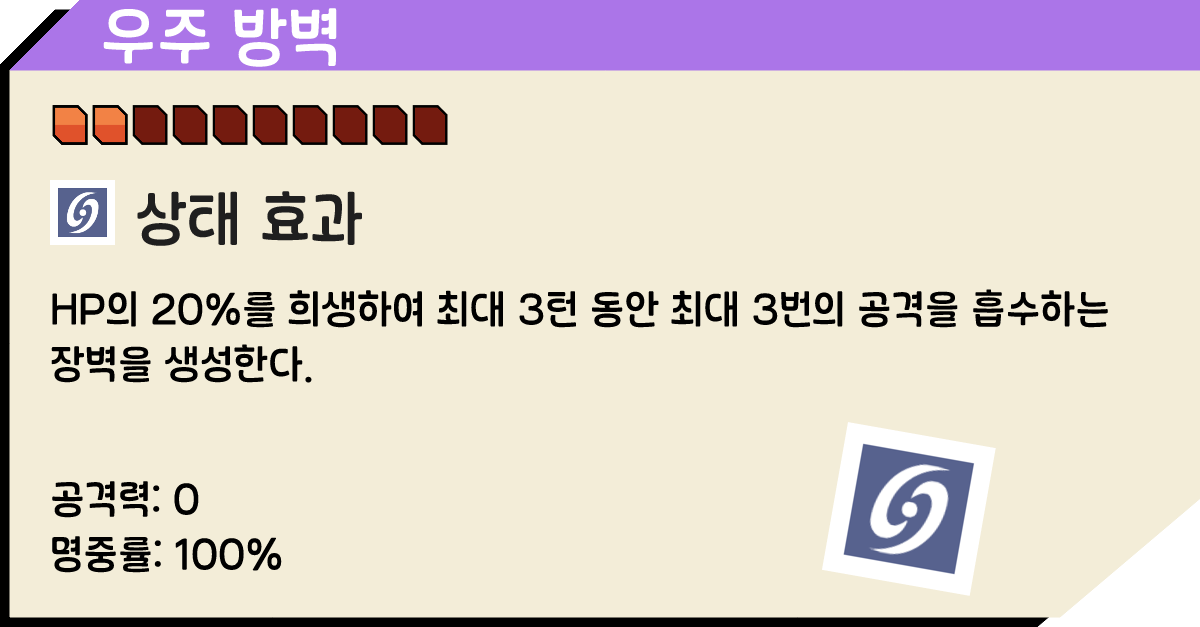 우주 방벽
상태 효과
HP의 20%를 희생하여 최대 3턴 동안 최대 3번의 공격을 흡수하는
장벽을 생성한다.
공격력: 0
명중률: 100%